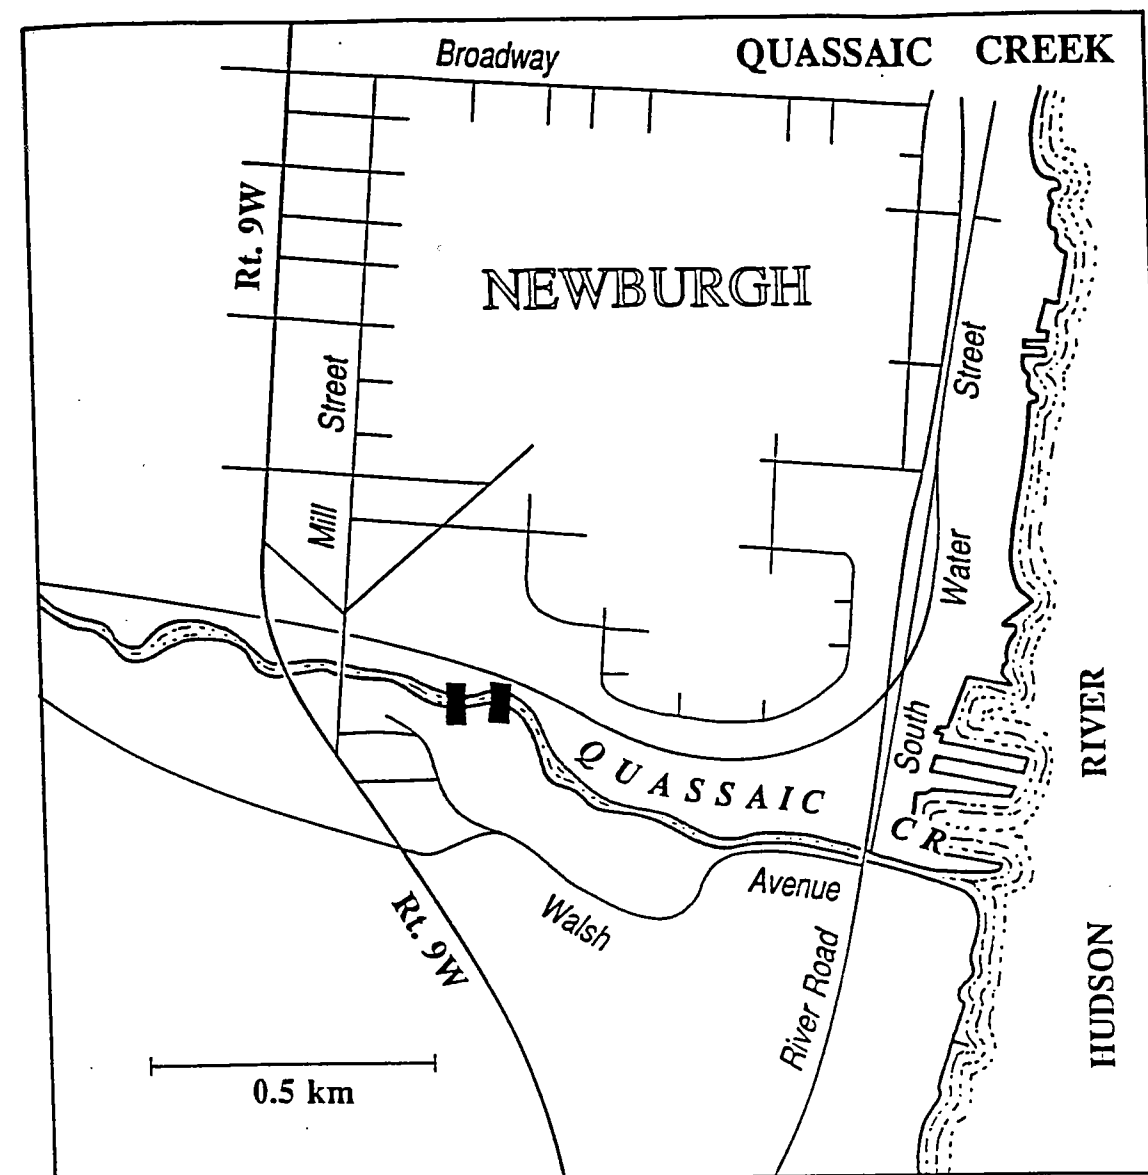 QUASSAIC CREEK
Broadway
Rt. 9W
NEWBURGH
Street
Street
Mill
Water
RIVER
South
QUASSAIC
CR
Avenue
Walsh
Rt. 9W
River Road
HUDSON
0.5 km